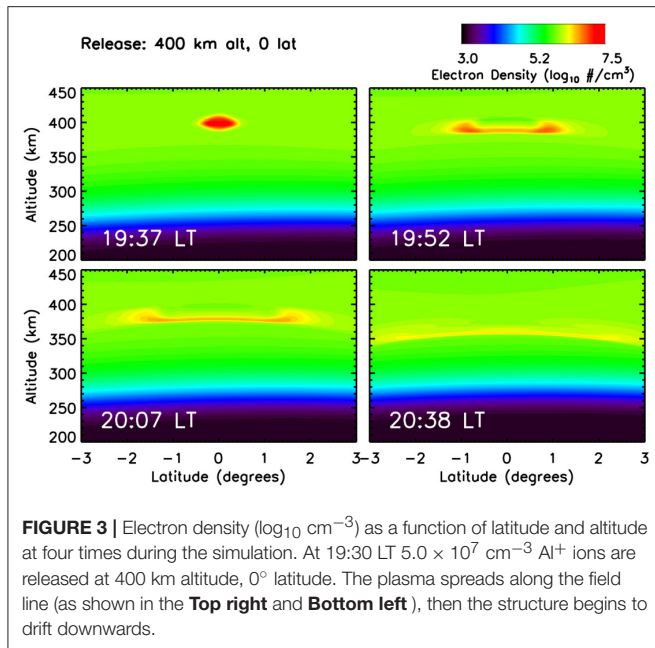 Release: 400 km alt, 0 lat
3.0 5.2 7.5
Electron Density (log₁₀ #/cm³)
Altitude (km)
450
400
350
300
250
200
19:37 LT
19:52 LT
Altitude (km)
450
400
350
300
250
200
20:07 LT
20:38 LT
−3 −2 −1 0 1 2 3−3 −2 −1 0 1 2 3
Latitude (degrees) Latitude (degrees)
FIGURE 3 | Electron density (log₁₀ cm⁻³) as a function of latitude and altitude
at four times during the simulation. At 19:30 LT 5.0 × 10⁷ cm⁻³ Al⁺ ions are
released at 400 km altitude, 0° latitude. The plasma spreads along the field
line (as shown in the Top right and Bottom left ), then the structure begins to
drift downwards.